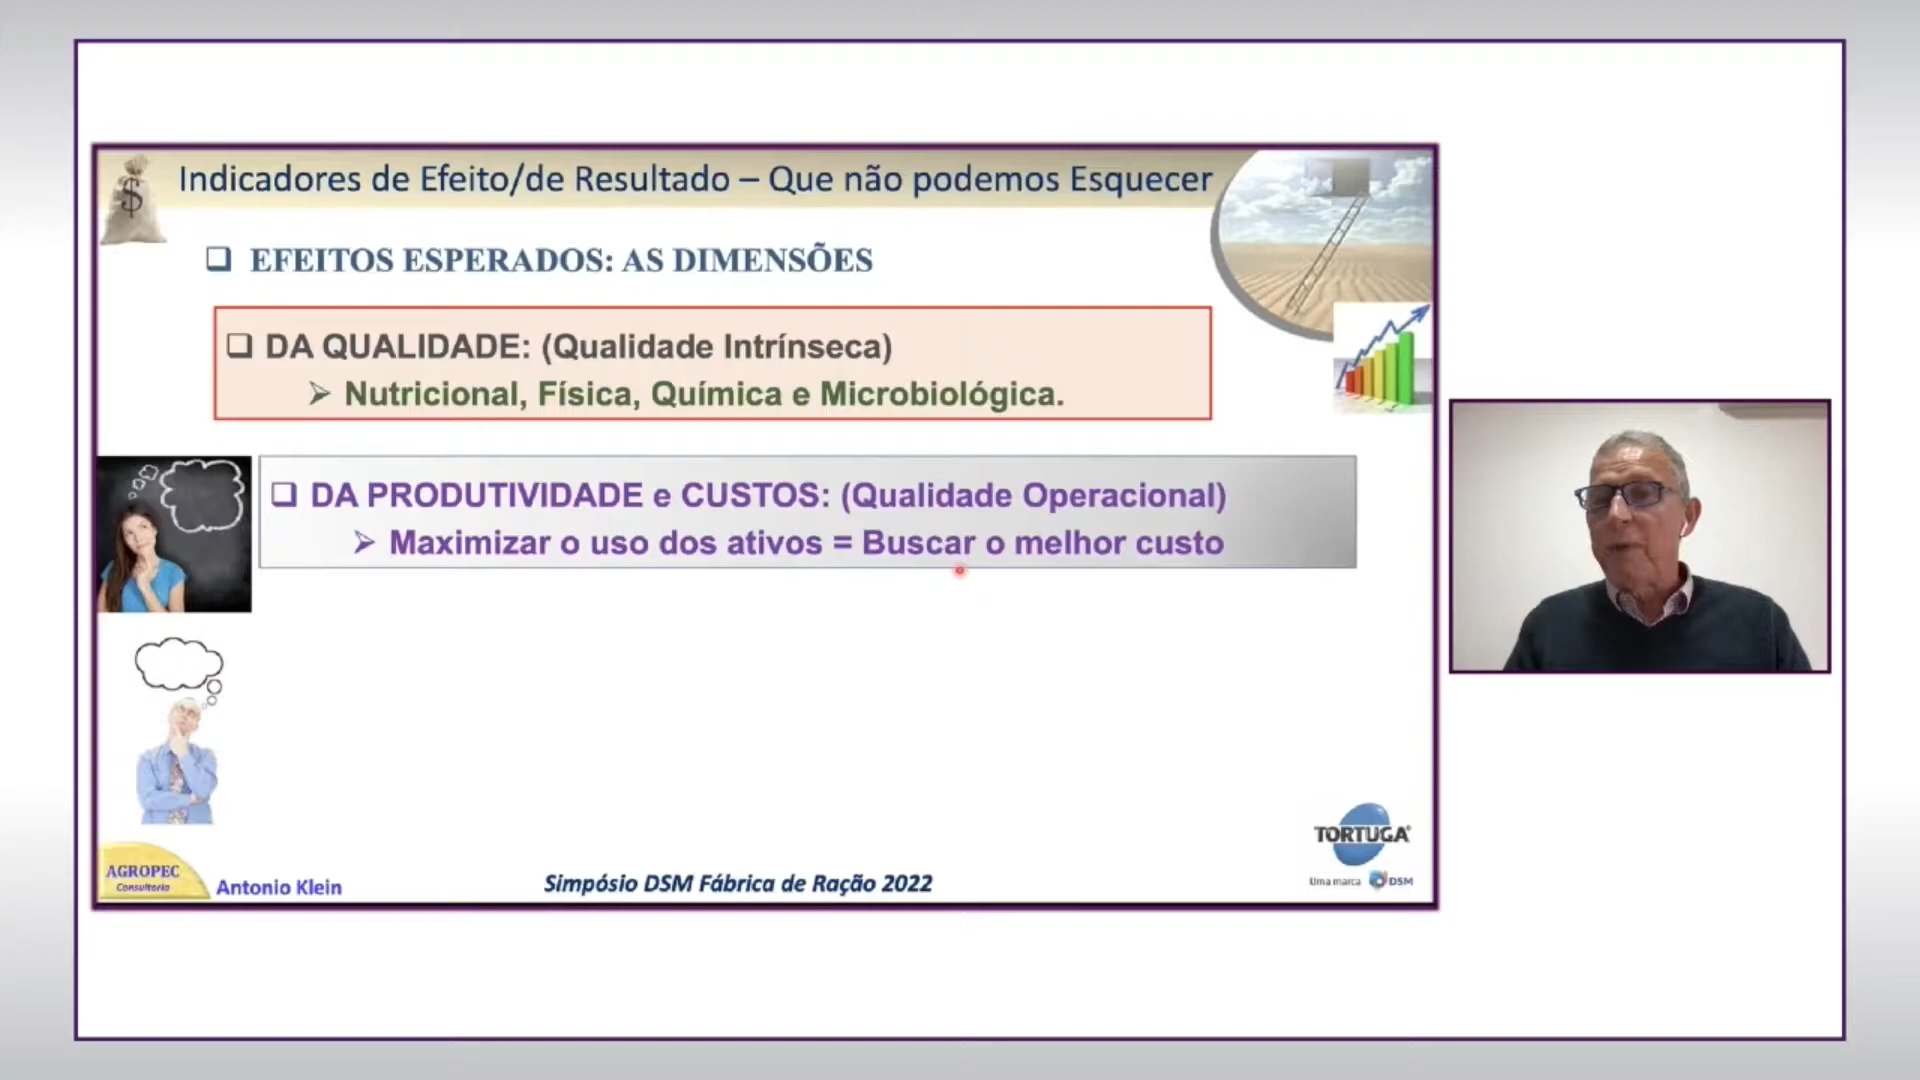 $
Indicadores de Efeito/de Resultado – Que não podemos Esquecer
❑ EFEITOS ESPERADOS: AS DIMENSÕES
❑ DA QUALIDADE: (Qualidade Intrínseca)
➢ Nutricional, Física, Química e Microbiológica.
❑ DA PRODUTIVIDADE e CUSTOS: (Qualidade Operacional)
➢ Maximizar o uso dos ativos = Buscar o melhor custo
TORTUGA®
Uma marca DSM
AGROPEC
Consultoria
Antonio Klein
Simpósio DSM Fábrica de Ração 2022